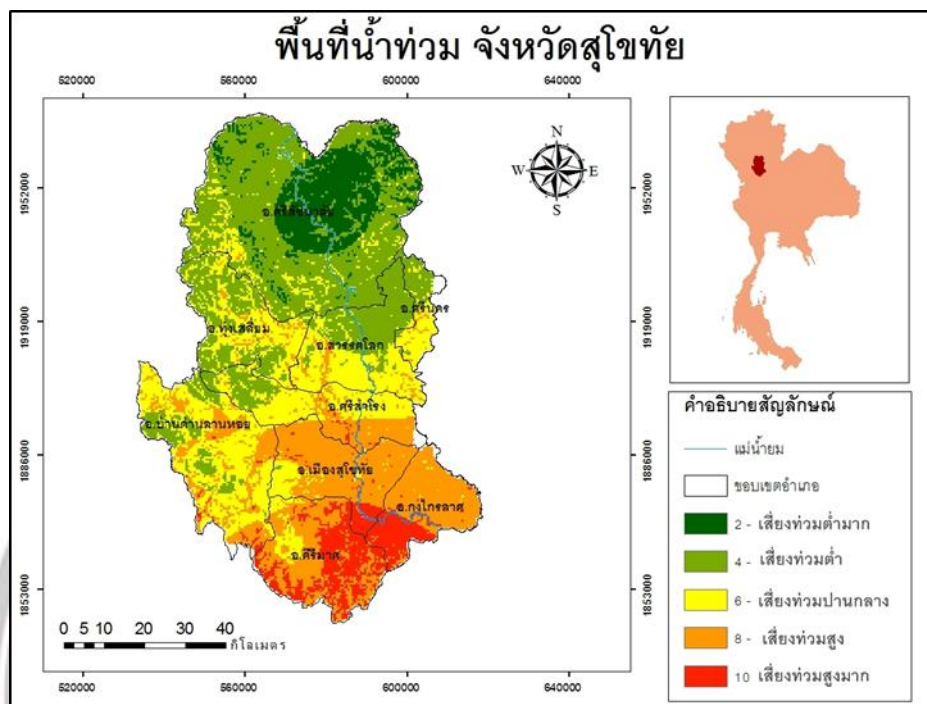 พื้นที่น้ำท่วม จังหวัดสุโขทัย
520000 560000 600000 640000
N
W E
S
1952000 1952000
อ.ศรีสัชนาลัย
อ.ศรีนคร
1919000 1919000
อ.ทุ่งเสลี่ยม
อ.สวรรคโลก
อ.ศรีสำโรง
อ.บ้านด่านลานหอย
1886000 1886000
อ.เมืองสุโขทัย
อ.กงไกรลาศ
อ.คีรีมาศ
1853000 1853000
0 5 10 20 30 40
กิโลเมตร
520000 560000 600000 640000
คำอธิบายสัญลักษณ์
แม่น้ำยม
ขอบเขตอำเภอ
2 - เสี่ยงท่วมต่ำมาก
4 - เสี่ยงท่วมต่ำ
6 - เสี่ยงท่วมปานกลาง
8 - เสี่ยงท่วมสูง
10 เสี่ยงท่วมสูงมาก